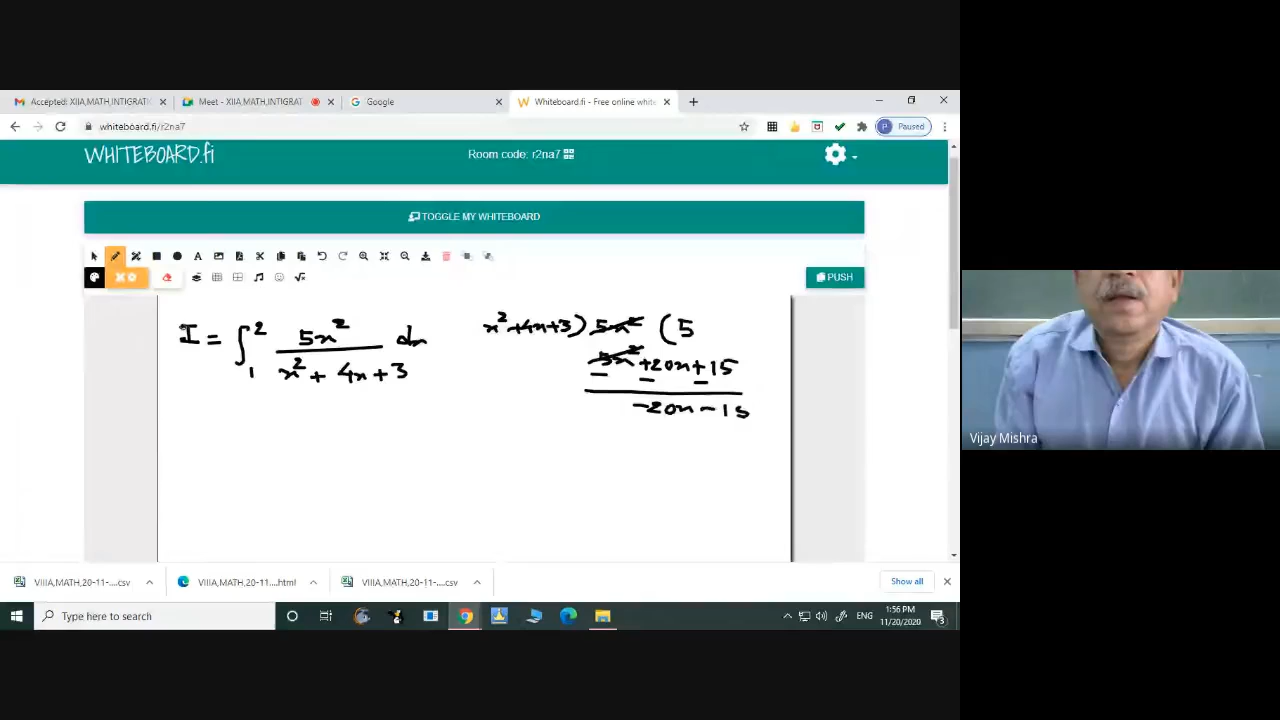 Accepted: XIIA,MATH,INTIGRATI
Meet - XIIA,MATH,INTIGRAT
Google
Whiteboard.fi - Free online white
whiteboard.fi/r2na7
P Paused
WHITEBOARD.fi
Room code: r2na7
TOGGLE MY WHITEBOARD
A
√x
PUSH
I = ∫₁² 5x² / (x² + 4x + 3) dx
x² + 4x + 3 ) 5x² ( 5
5x² + 20x + 15
− − −
−20x − 15
Vijay Mishra
VIIIA,MATH,20-11-....csv
VIIIA,MATH,20-11....html
VIIIA,MATH,20-11-....csv
Show all
Type here to search
ENG
1:56 PM
11/20/2020
3